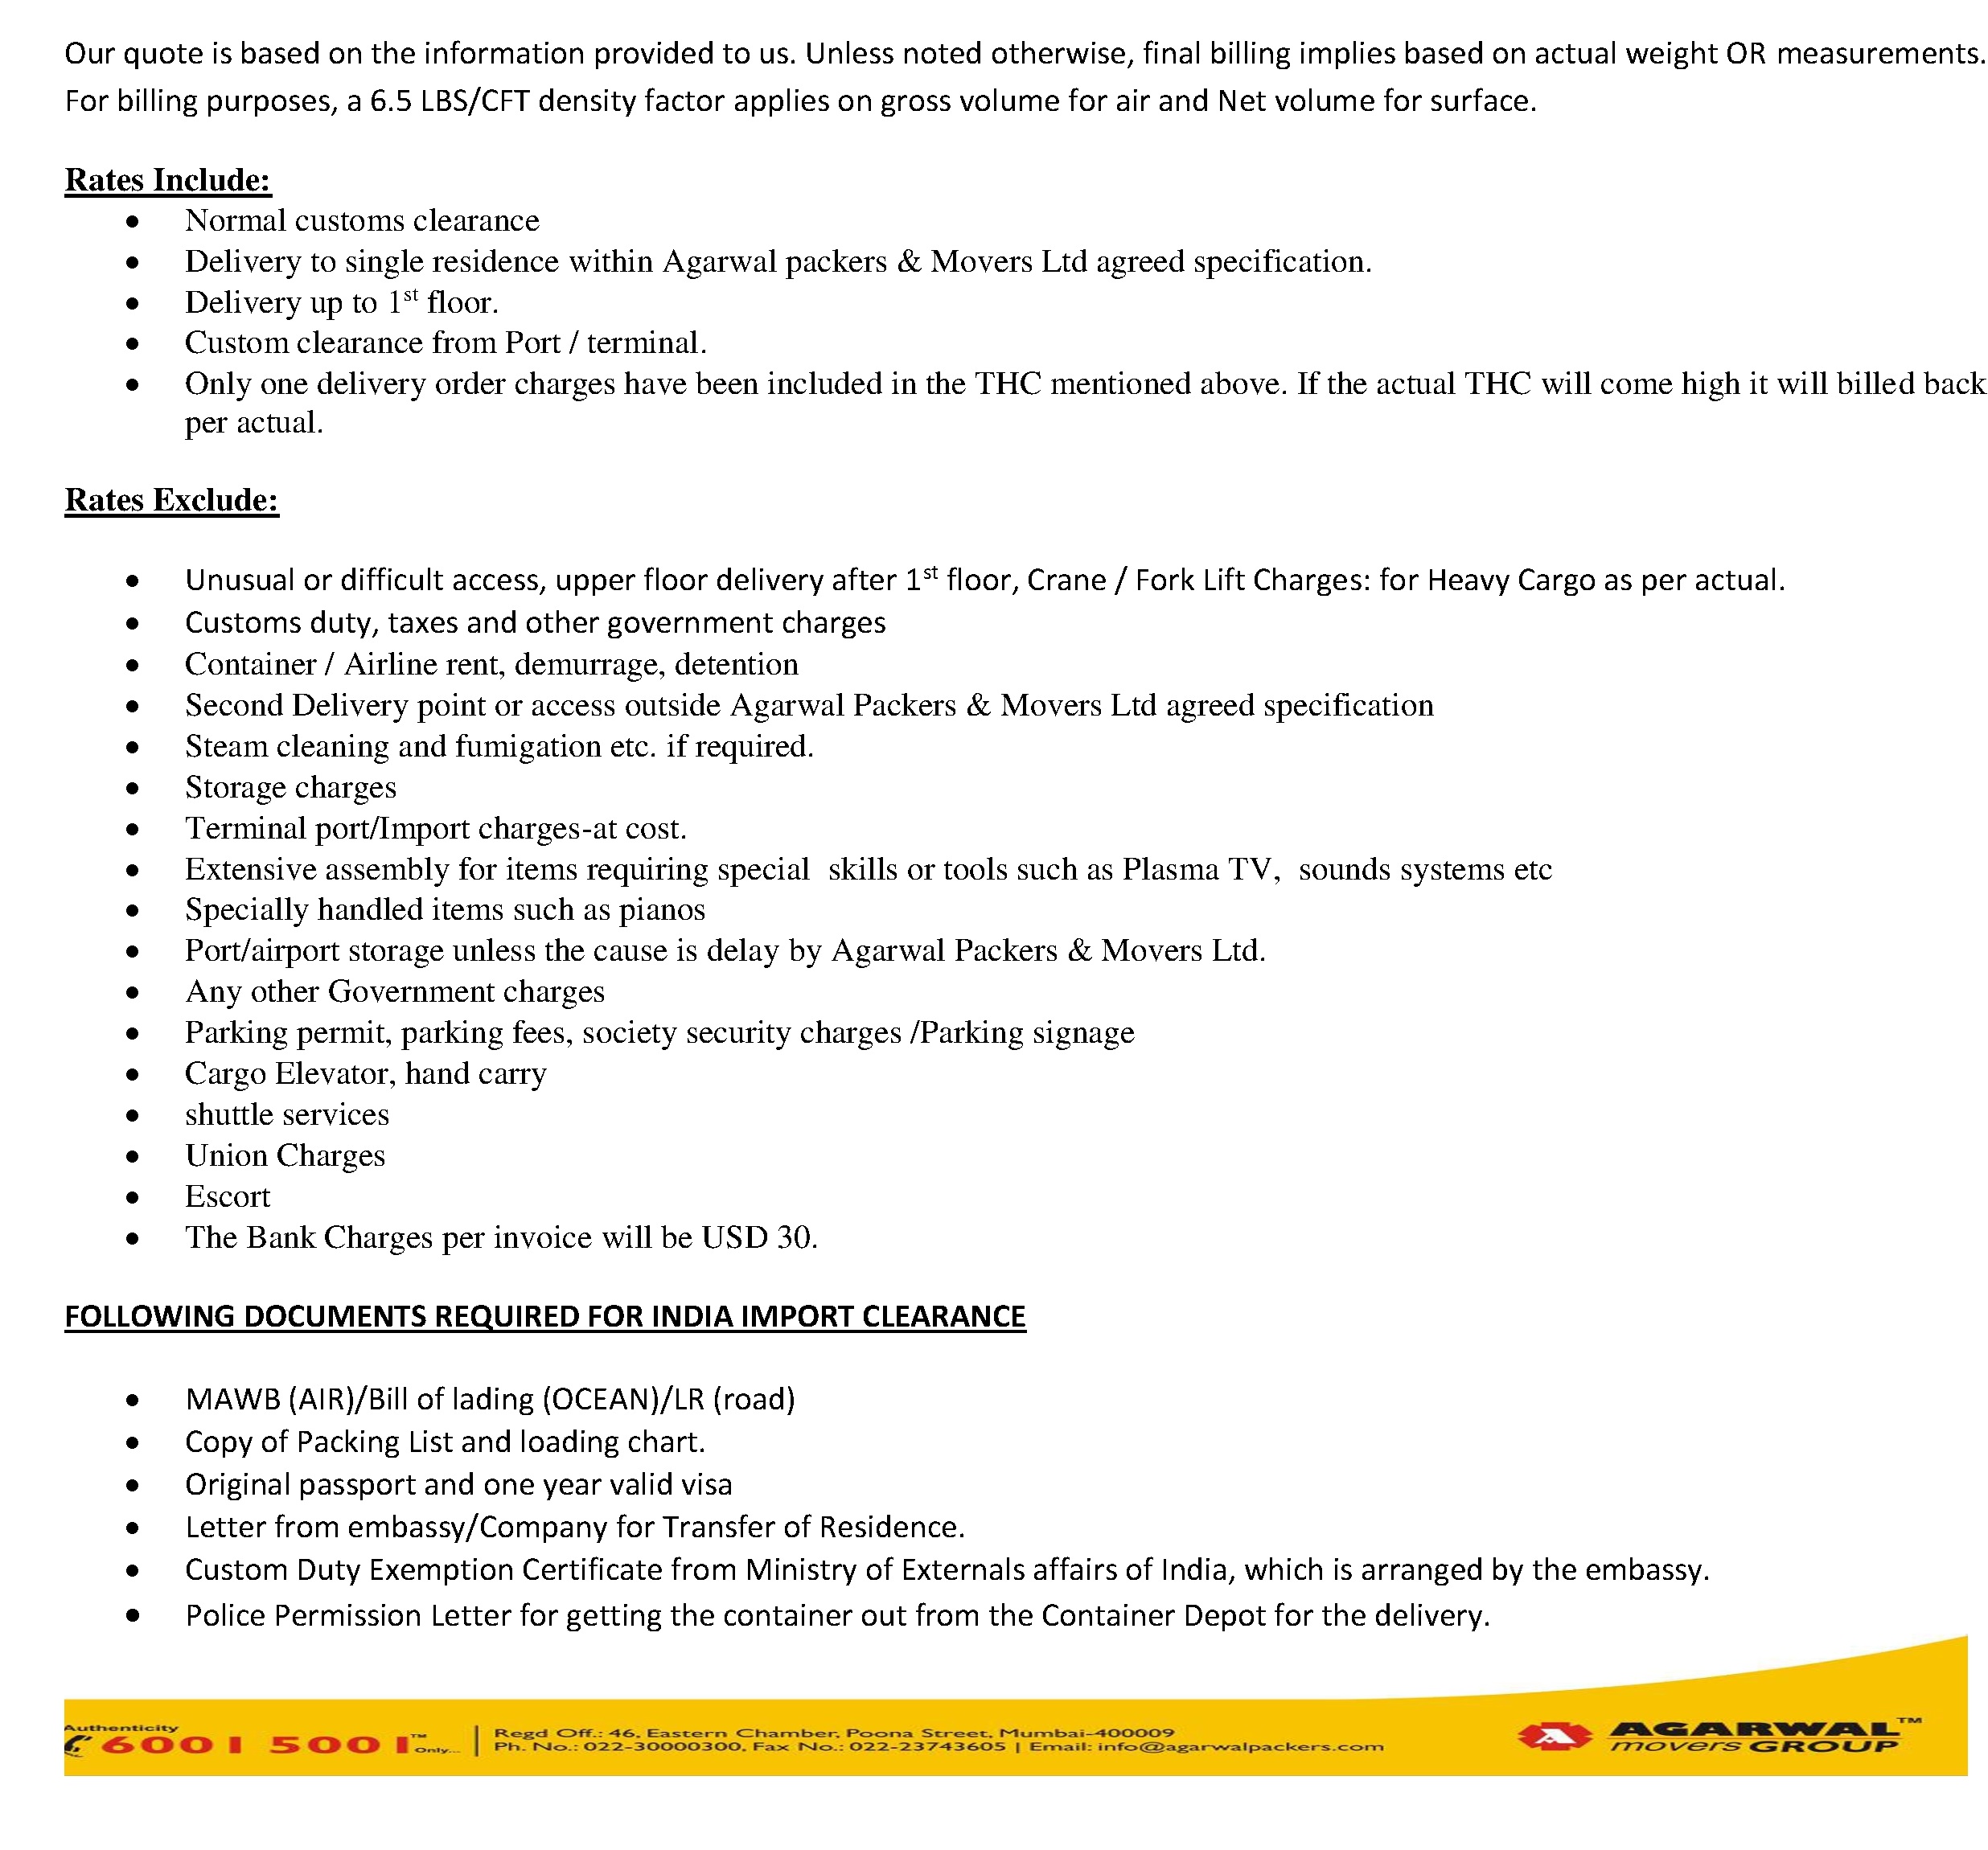 Our quote is based on the information provided to us. Unless noted otherwise, final billing implies based on actual weight OR measurements.
For billing purposes, a 6.5 LBS/CFT density factor applies on gross volume for air and Net volume for surface.
Rates Include:
• Normal customs clearance
• Delivery to single residence within Agarwal packers & Movers Ltd agreed specification.
• Delivery up to 1st floor.
• Custom clearance from Port / terminal.
• Only one delivery order charges have been included in the THC mentioned above. If the actual THC will come high it will billed back
per actual.
Rates Exclude:
• Unusual or difficult access, upper floor delivery after 1st floor, Crane / Fork Lift Charges: for Heavy Cargo as per actual.
• Customs duty, taxes and other government charges
• Container / Airline rent, demurrage, detention
• Second Delivery point or access outside Agarwal Packers & Movers Ltd agreed specification
• Steam cleaning and fumigation etc. if required.
• Storage charges
• Terminal port/Import charges-at cost.
• Extensive assembly for items requiring special  skills or tools such as Plasma TV,  sounds systems etc
• Specially handled items such as pianos
• Port/airport storage unless the cause is delay by Agarwal Packers & Movers Ltd.
• Any other Government charges
• Parking permit, parking fees, society security charges /Parking signage
• Cargo Elevator, hand carry
• shuttle services
• Union Charges
• Escort
• The Bank Charges per invoice will be USD 30.
FOLLOWING DOCUMENTS REQUIRED FOR INDIA IMPORT CLEARANCE
• MAWB (AIR)/Bill of lading (OCEAN)/LR (road)
• Copy of Packing List and loading chart.
• Original passport and one year valid visa
• Letter from embassy/Company for Transfer of Residence.
• Custom Duty Exemption Certificate from Ministry of Externals affairs of India, which is arranged by the embassy.
• Police Permission Letter for getting the container out from the Container Depot for the delivery.
Authenticity
6001 5001™ Only...
Regd Off.: 46, Eastern Chamber, Poona Street, Mumbai-400009
Ph. No.: 022-30000300, Fax No.: 022-23743605 | Email: info@agarwalpackers.com
AGARWAL™
movers GROUP